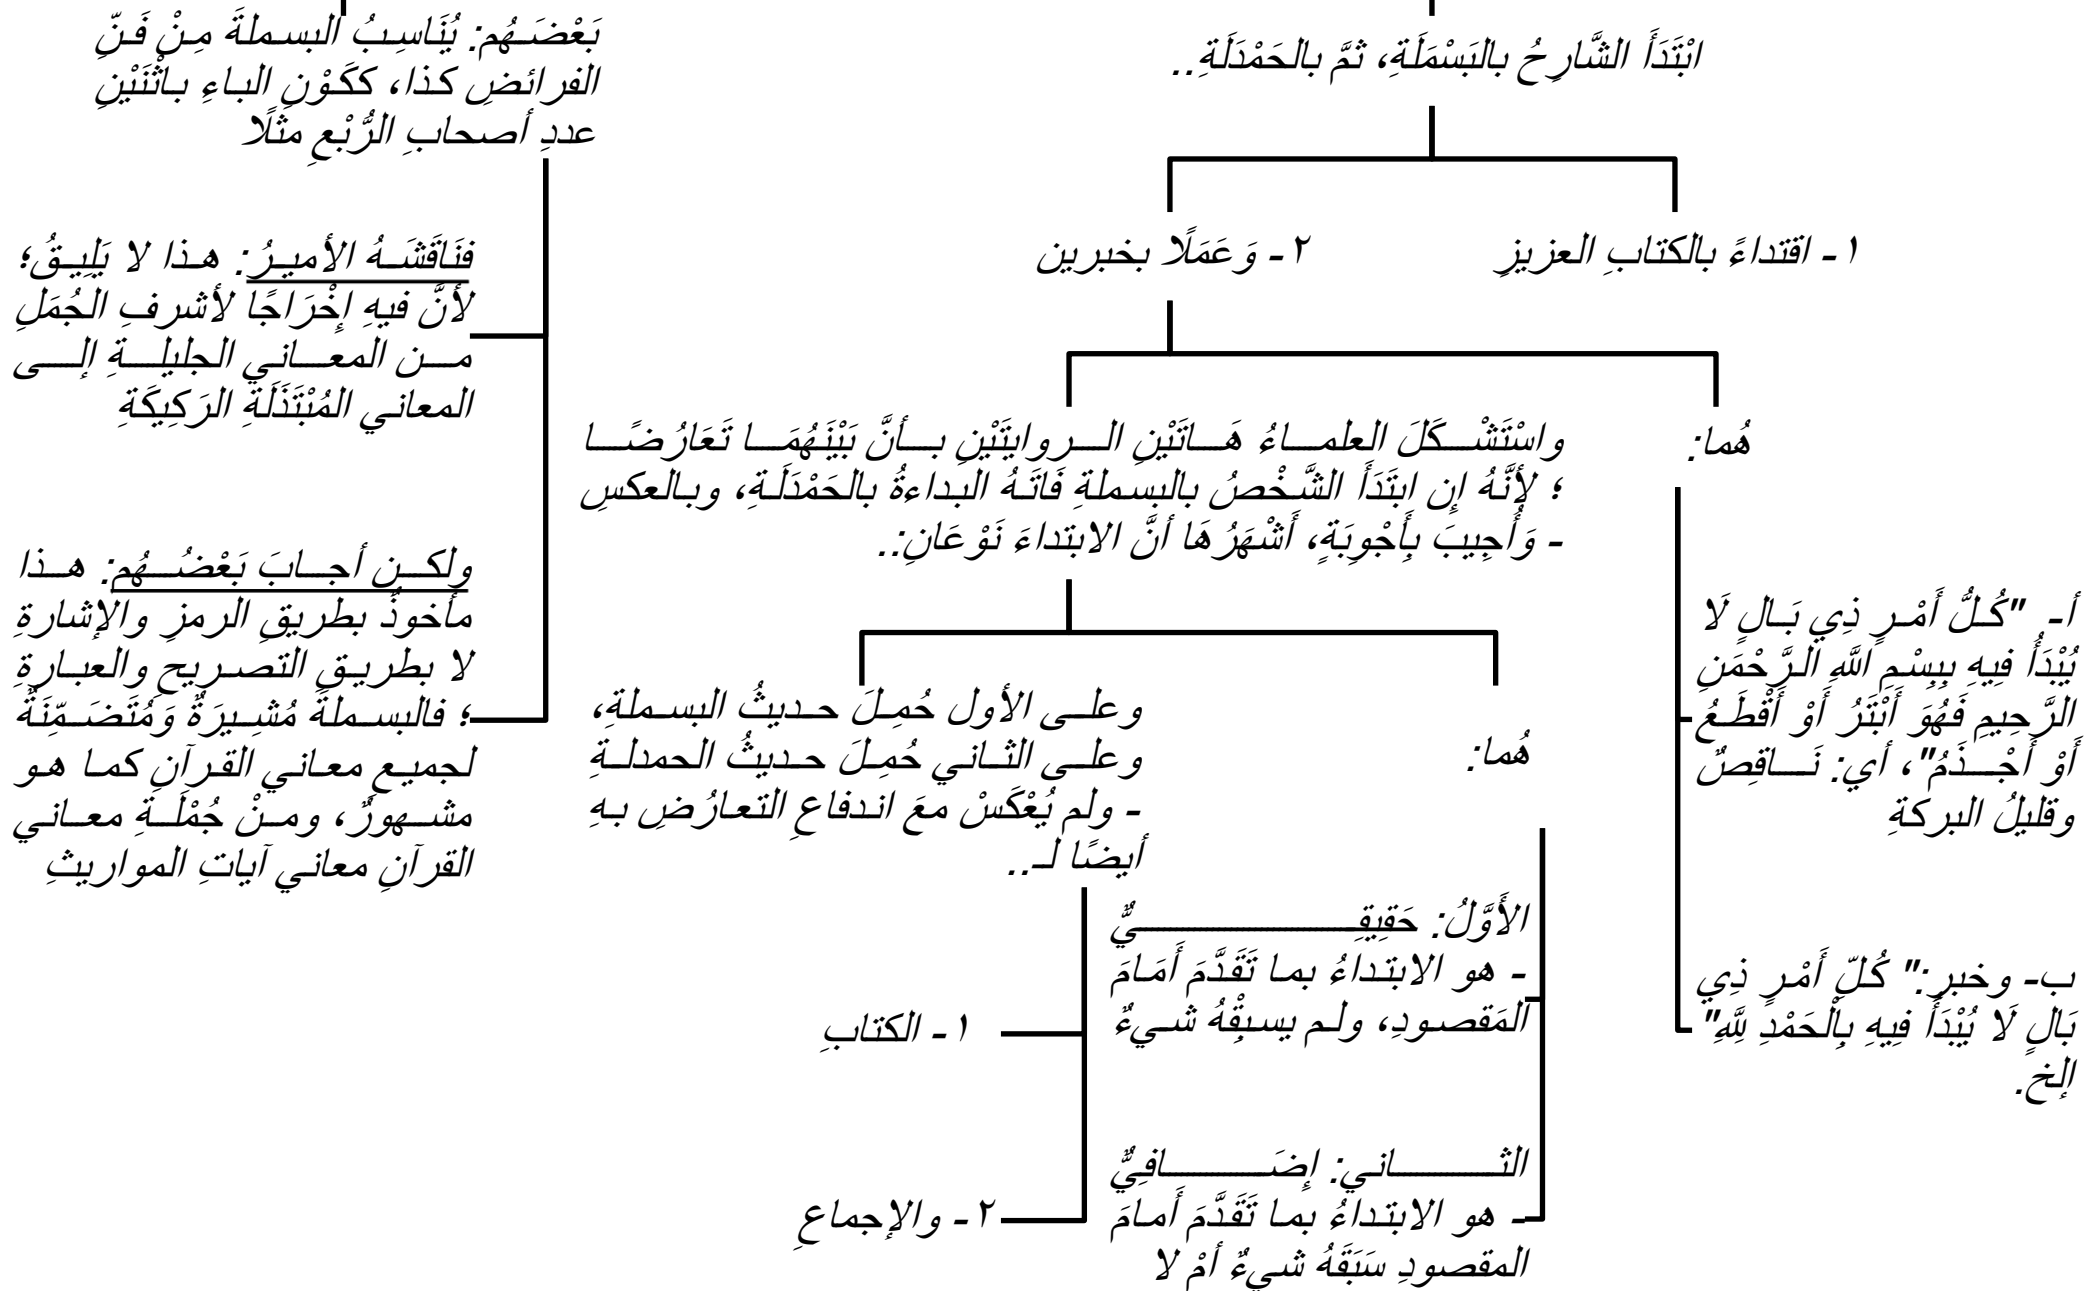 ابْتَدَأَ الشَّارِحُ بالبَسْمَلَةِ، ثمَّ بالحَمْدَلَةِ..
١- اقتداءً بالكتابِ العزيزِ
٢- وَعَمَلًا بخبرين
هُما:
أ- "كُلُّ أَمْرٍ ذِي بَالٍ لَا
يُبْدَأُ فِيهِ بِبِسْمِ اللَّهِ الرَّحْمَنِ
الرَّحِيمِ فَهُوَ أَبْتَرُ أَوْ أَقْطَعُ
أَوْ أَجْذَمُ"، أي: نَاقِصٌ
وقليلُ البركةِ
ب- وخبر:" كُلّ أَمْرٍ ذِي
بَالٍ لَا يُبْدَأُ فِيهِ بِالْحَمْدِ لِلَّهِ"
إلخ.
واسْتَشْكَلَ العلماءُ هَاتَيْنِ الروايتَيْنِ بأنَّ بَيْنَهُمَا تَعَارُضًا
؛ لأِنَّهُ إن ابتَدَأَ الشَّخْصُ بالبسملةِ فَاتَهُ البداءةُ بالحَمْدَلَةِ، وبالعكسِ
- وَأُجِيبَ بِأَجْوِبَةٍ، أَشْهَرُهَا أنَّ الابتداءَ نَوْعَانِ:..
هُما:
الأَوَّلُ: حَقِيقِيٌّ
- هو الابتداءُ بما تَقَدَّمَ أَمَامَ
المَقصودِ، ولم يسبِقْهُ شيءٌ
الثاني: إِضَافِيٌّ
- هو الابتداءُ بما تَقَدَّمَ أَمامَ
المقصودِ سَبَقَهُ شيءٌ أمْ لا
وعلى الأول حُمِلَ حديثُ البسملةِ،
وعلى الثاني حُمِلَ حديثُ الحمدلةِ
- ولم يُعْكَسْ معَ اندفاعِ التعارُضِ بهِ
أيضًا لـ..
١- الكتابِ
٢- والإجماعِ
بَعْضَهُم: يُنَاسِبُ البسملةَ مِنْ فَنِّ
الفرائضِ كذا، ككَوْنِ الباءِ باثْنَيْنِ
عددِ أصحابِ الرُّبْعِ مثلًا
فنَاقَشَهُ الأميرُ: هذا لا يَلِيقُ؛
لأنَّ فيهِ إخْرَاجًا لأشرفِ الجُمَلِ
من المعاني الجليلةِ إلى
المعاني المُبْتَذَلَةِ الرَكِيكَةِ
ولكن أجابَ بَعْضُهُم: هذا
مأخوذٌ بطريقِ الرمزِ والإشارةِ
لا بطريقِ التصريحِ والعبارةِ
؛ فالبسملةُ مُشِيرَةٌ وَمُتَضَمِّنَةٌ
لجميعِ معاني القرآنِ كما هو
مشهورٌ، ومنْ جُمْلَةِ معاني
القرآنِ معاني آياتِ المواريثِ